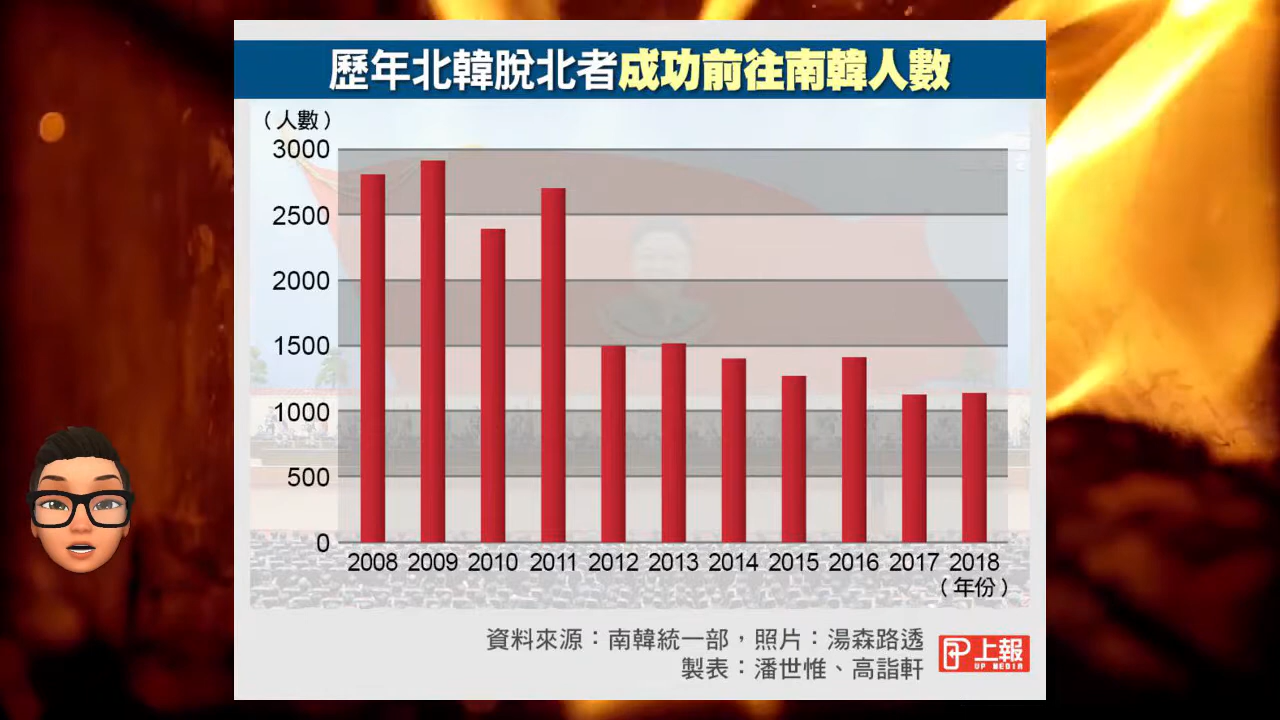 歷年北韓脫北者成功前往南韓人數
（人數）
3000
2500
2000
1500
1000
500
0
2008 2009 2010 2011 2012 2013 2014 2015 2016 2017 2018
（年份）
資料來源：南韓統一部，照片：湯森路透
製表：潘世惟、高詣軒
上報
UP MEDIA